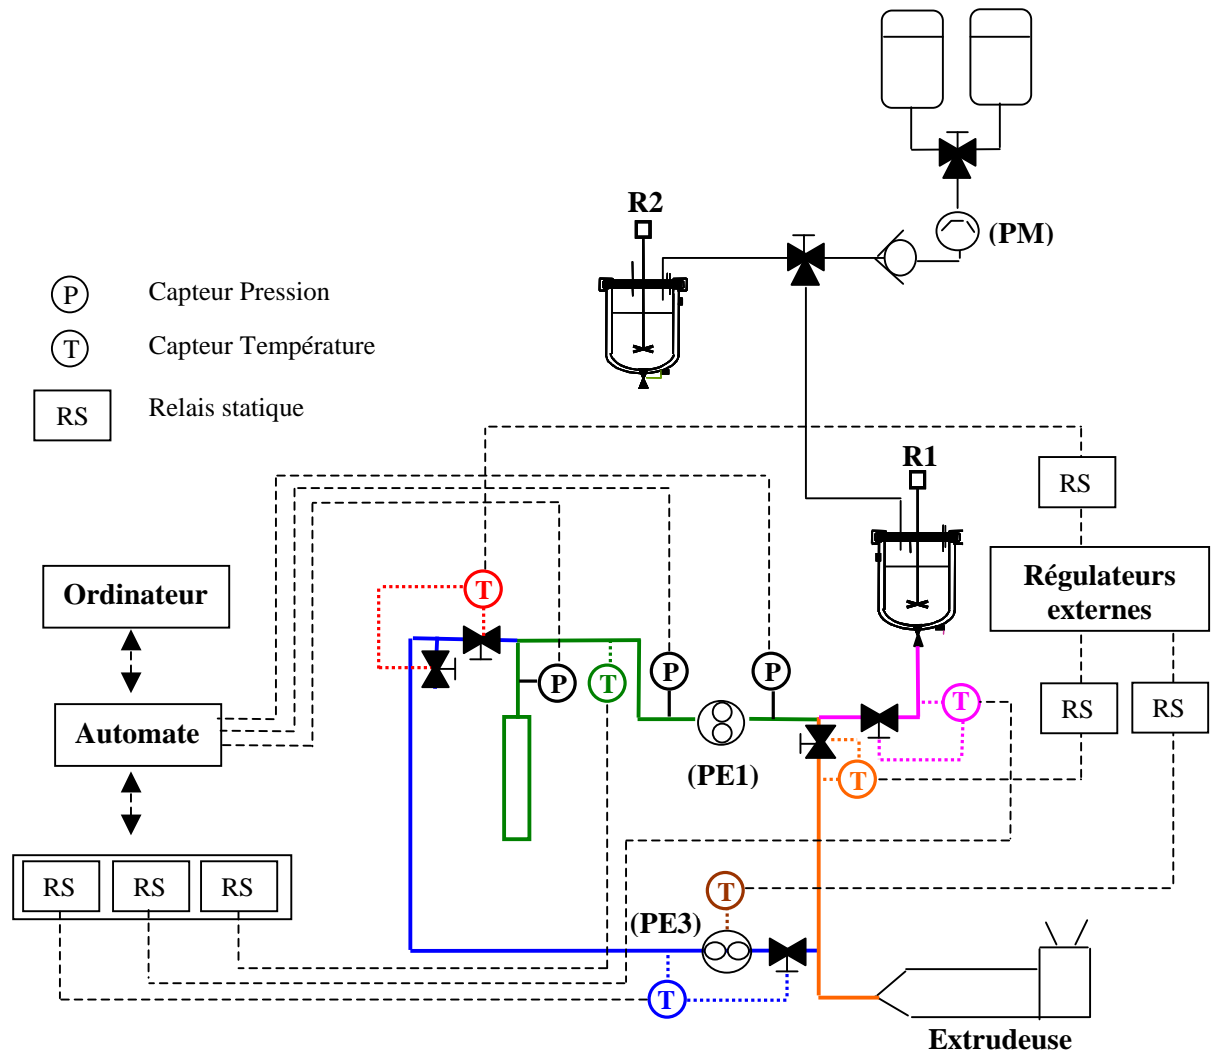 R2
(PM)
P
Capteur Pression
T
Capteur Température
RS
Relais statique
R1
RS
Ordinateur
T
Régulateurs
externes
P
P
P
T
T
RS
RS
Automate
(PE1)
T
RS
RS
RS
T
(PE3)
T
Extrudeuse